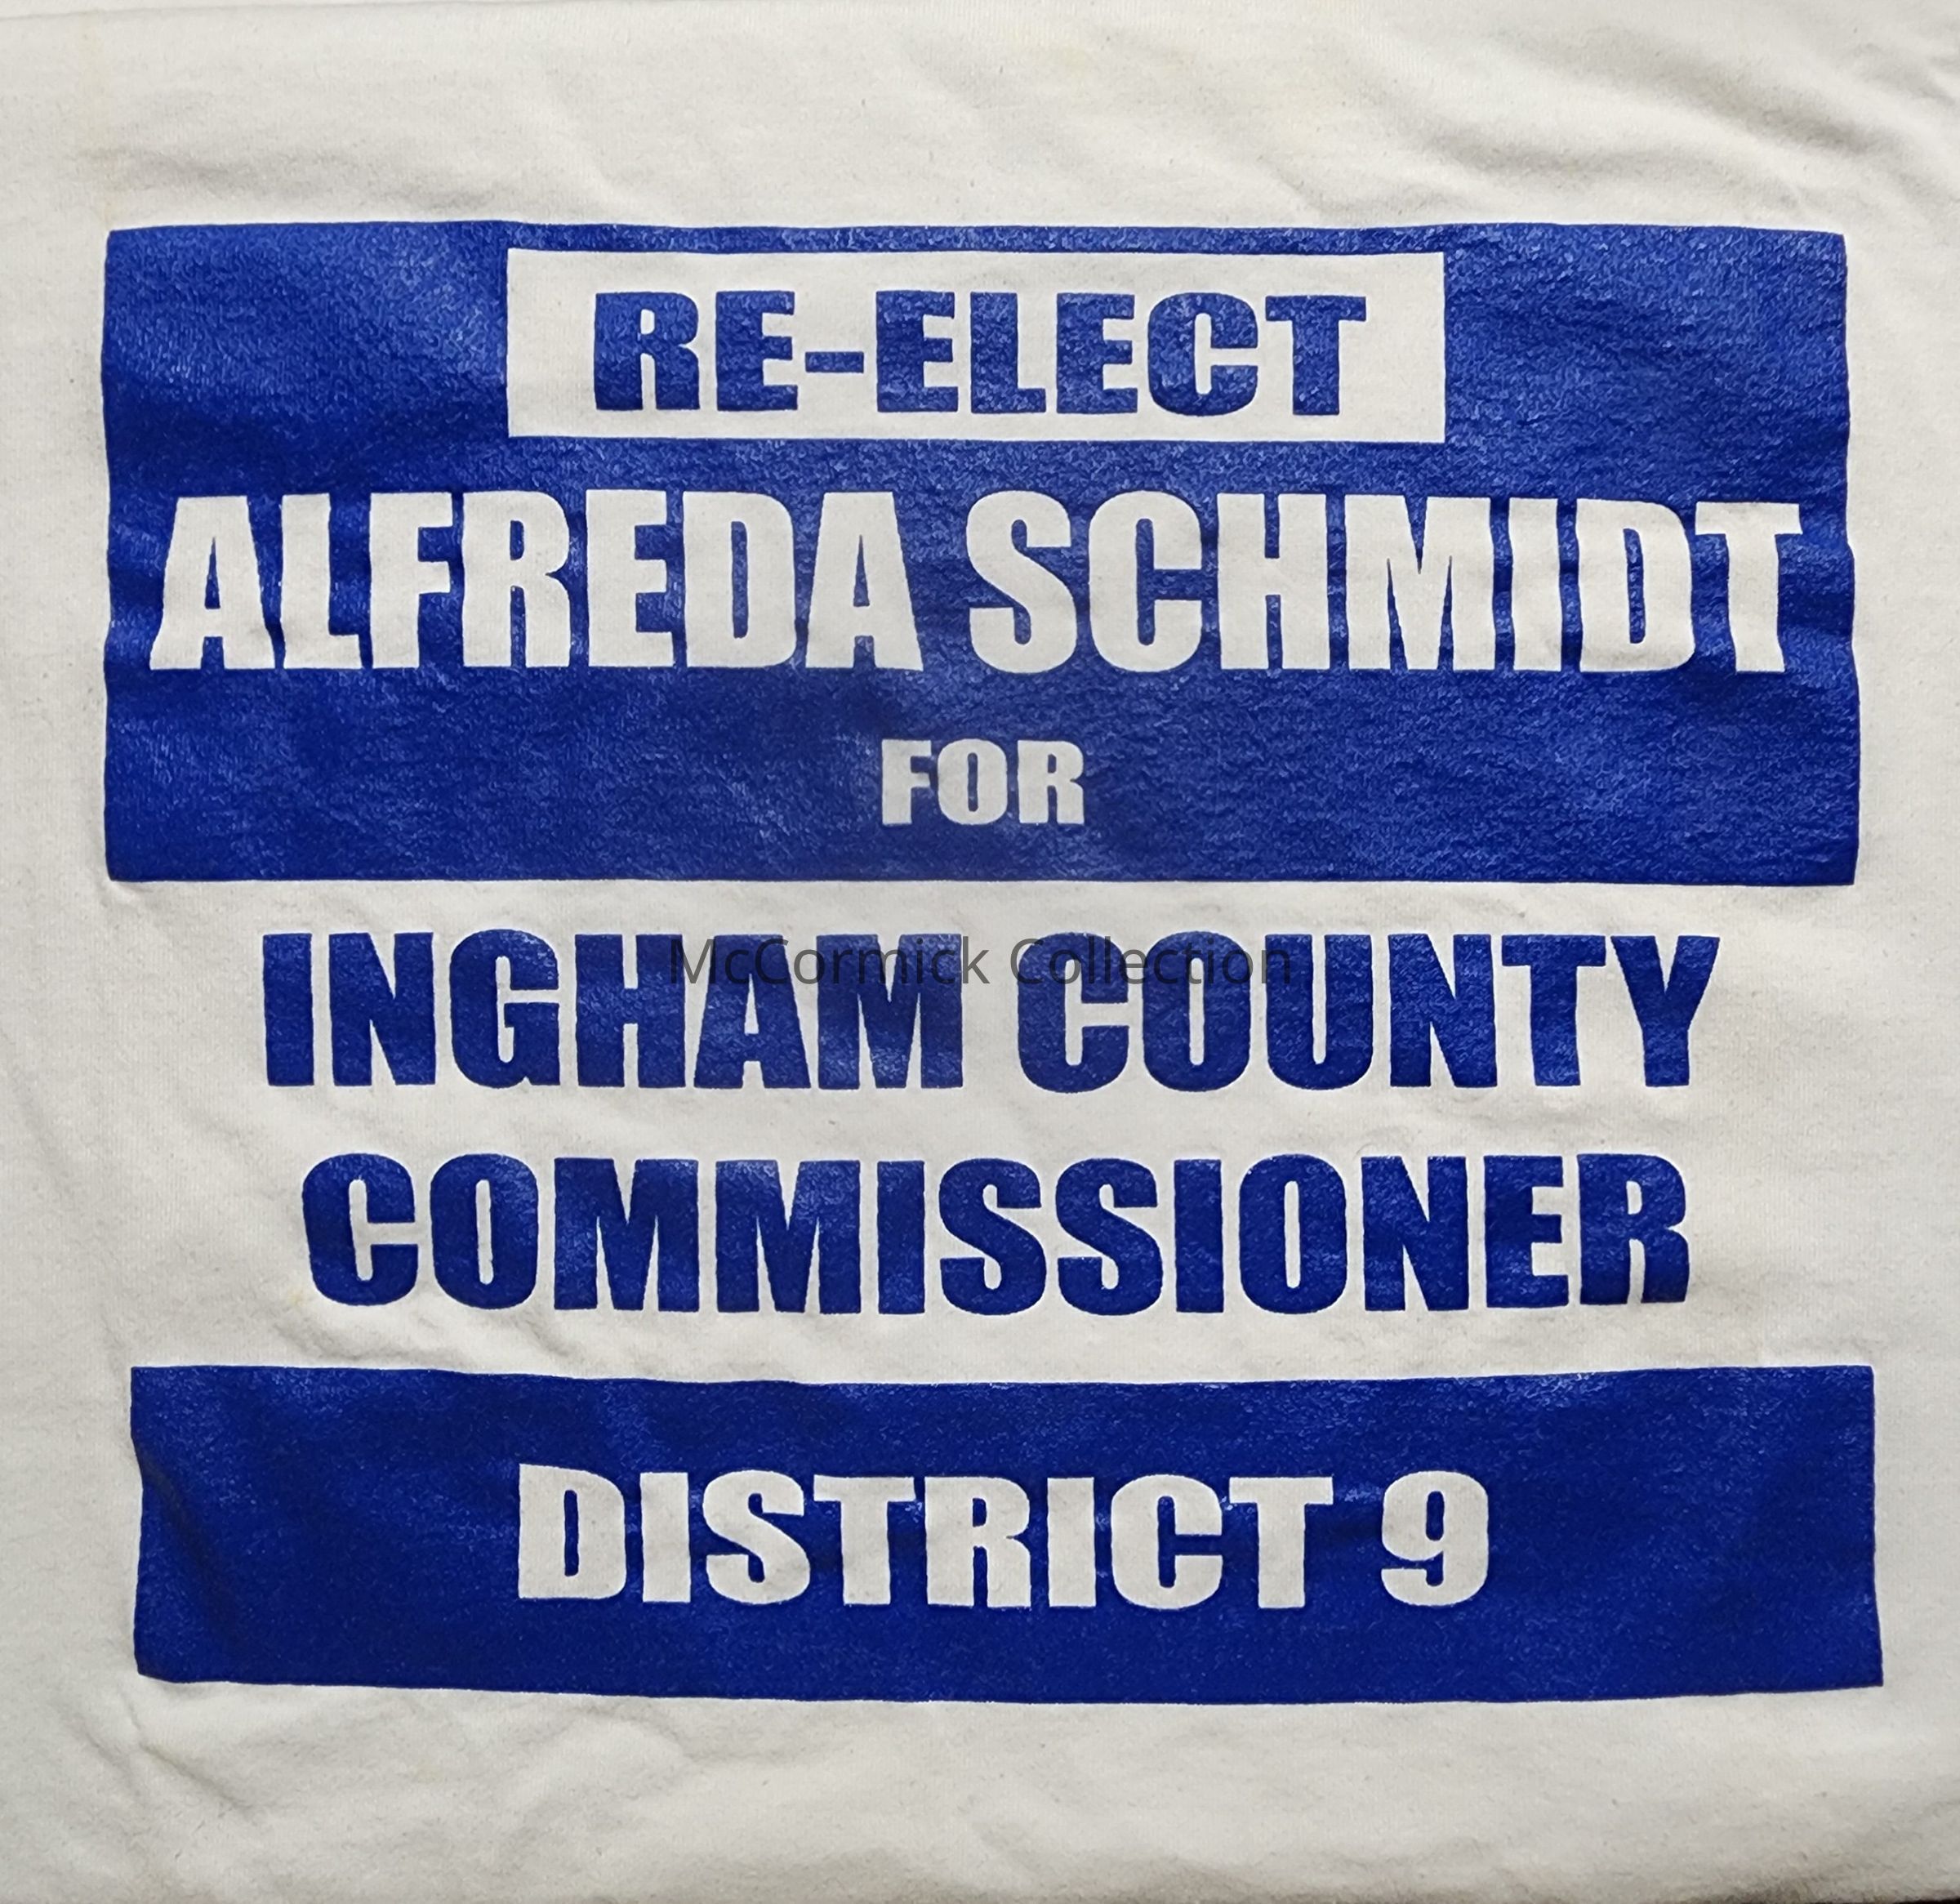 RE-ELECT
ALFREDA SCHMIDT
FOR
INGHAM COUNTY
McCormick Collection
COMMISSIONER
DISTRICT 9